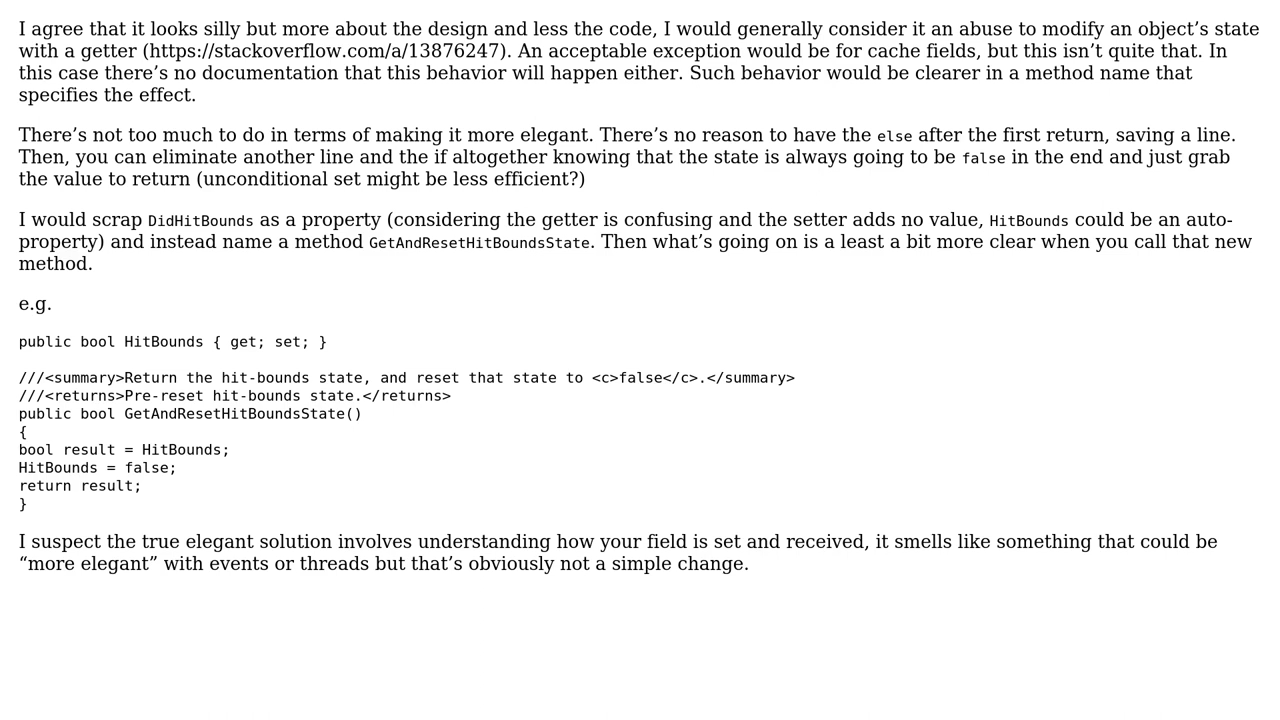 I agree that it looks silly but more about the design and less the code, I would generally consider it an abuse to modify an object’s state
with a getter (https://stackoverflow.com/a/13876247). An acceptable exception would be for cache fields, but this isn’t quite that. In
this case there’s no documentation that this behavior will happen either. Such behavior would be clearer in a method name that
specifies the effect.
There’s not too much to do in terms of making it more elegant. There’s no reason to have the else after the first return, saving a line.
Then, you can eliminate another line and the if altogether knowing that the state is always going to be false in the end and just grab
the value to return (unconditional set might be less efficient?)
I would scrap DidHitBounds as a property (considering the getter is confusing and the setter adds no value, HitBounds could be an auto-
property) and instead name a method GetAndResetHitBoundsState. Then what’s going on is a least a bit more clear when you call that new
method.
e.g.
public bool HitBounds { get; set; }
///<summary>Return the hit-bounds state, and reset that state to <c>false</c>.</summary>
///<returns>Pre-reset hit-bounds state.</returns>
public bool GetAndResetHitBoundsState()
{
bool result = HitBounds;
HitBounds = false;
return result;
}
I suspect the true elegant solution involves understanding how your field is set and received, it smells like something that could be
“more elegant” with events or threads but that’s obviously not a simple change.